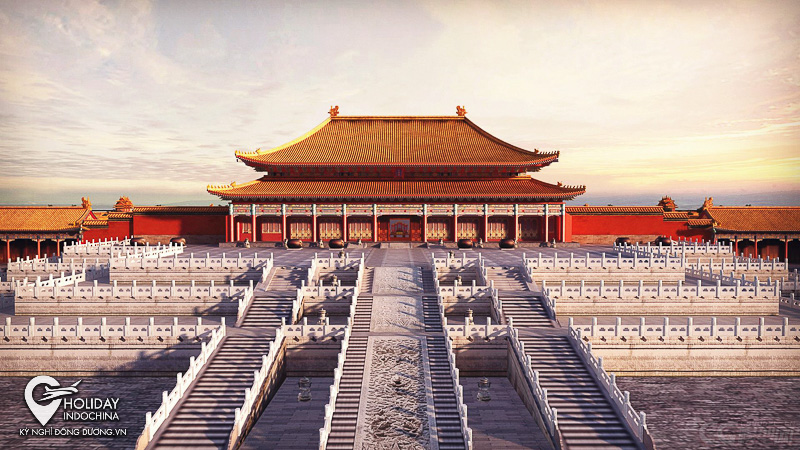 HOLIDAY
INDOCHINA
KỲ NGHỈ ĐÔNG DƯƠNG.VN